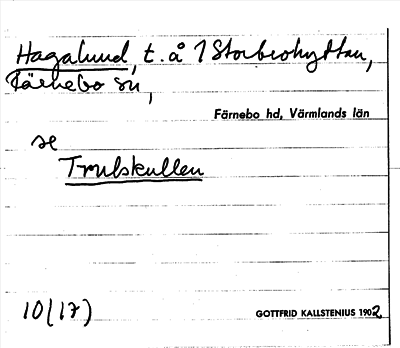 Hagalund, t. å 1 Storbrohyttan,
Färnebo sn,
Färnebo hd, Värmlands län
se
Trulskullen
10(17)
GOTTFRID KALLSTENIUS 1902